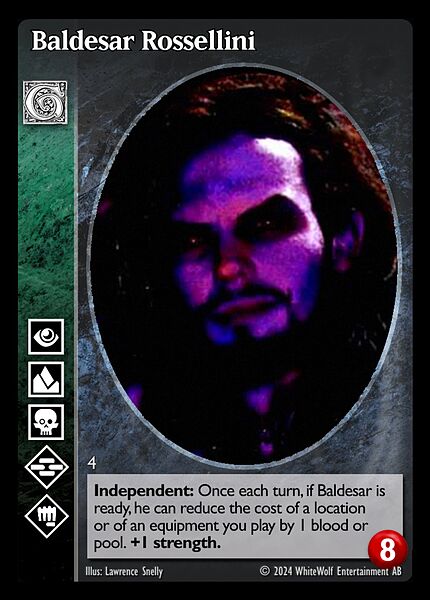 Baldesar Rossellini
4
Independent: Once each turn, if Baldesar is
ready, he can reduce the cost of a location
or of an equipment you play by 1 blood or
pool. +1 strength.
8
Illus: Lawrence Snelly © 2024 WhiteWolf Entertainment AB